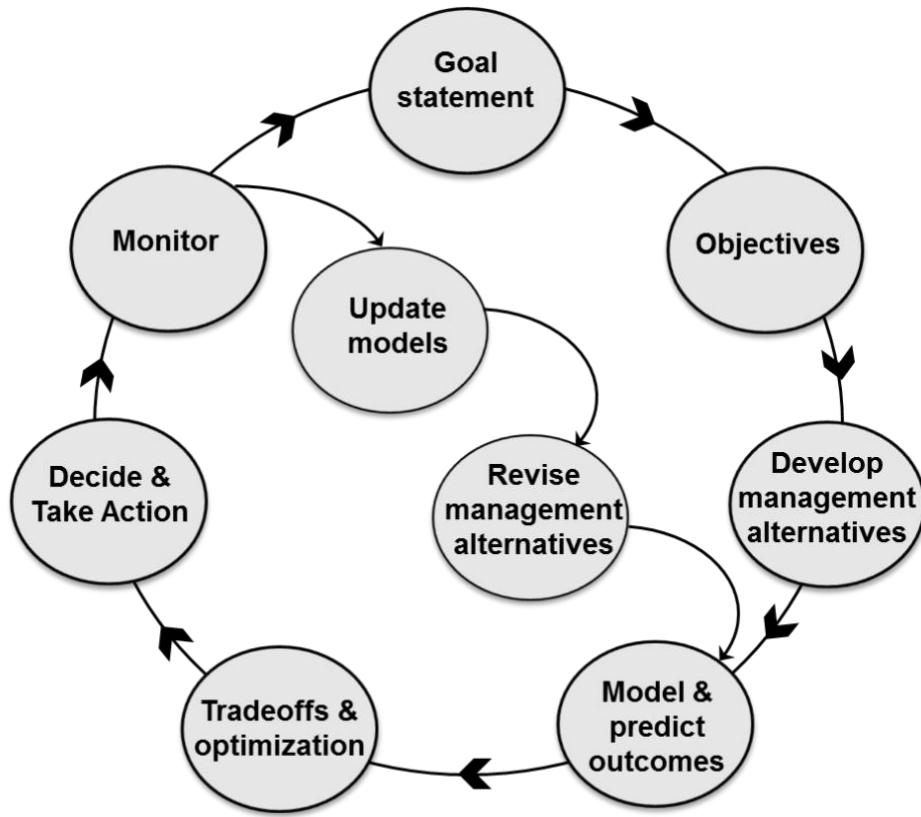 Goal
statement
Objectives
Develop
management
alternatives
Model &
predict
outcomes
Tradeoffs &
optimization
Decide &
Take Action
Monitor
Update
models
Revise
management
alternatives